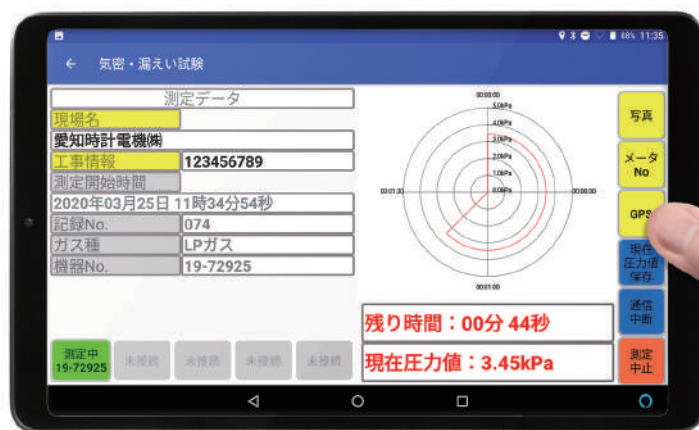 68% 11:35
← 気密・漏えい試験
測定データ
現場名
愛知時計電機㈱
工事情報 123456789
測定開始時間
2020年03月25日 11時34分54秒
記録No. 074
ガス種 LPガス
機器No. 19-72925
測定中
19-72925
未接続
未接続
未接続
未接続
00:00:00
5.0kPa
4.0kPa
3.0kPa
2.0kPa
1.0kPa
0.0kPa
00:01:30
00:00:30
00:01:00
残り時間：00分 44秒
現在圧力値：3.45kPa
写真
メータ
No
GPS
現在
圧力値
保存
通信
中断
測定
中止